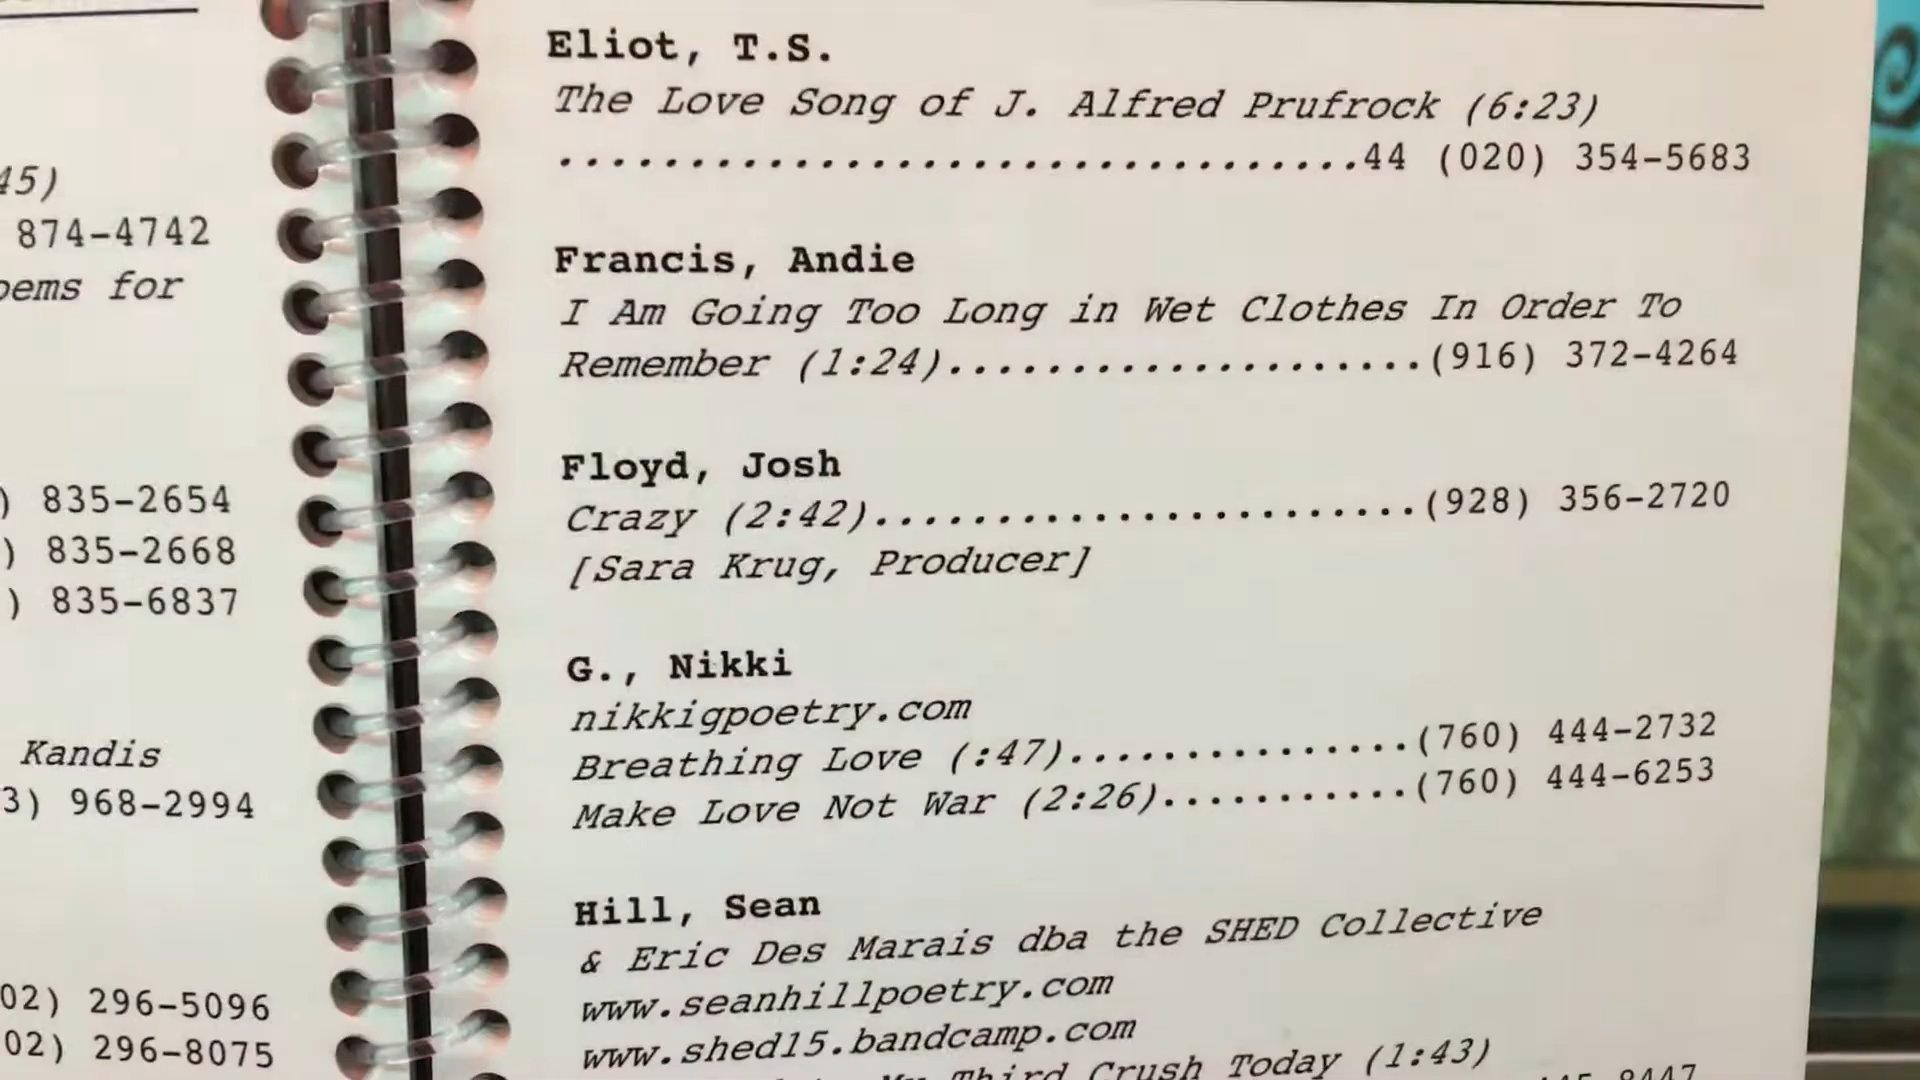 45)
874-4742
oems for
) 835-2654
) 835-2668
) 835-6837
Kandis
3) 968-2994
02) 296-5096
02) 296-8075
Eliot, T.S.
The Love Song of J. Alfred Prufrock (6:23)
..............................44 (020) 354-5683
Francis, Andie
I Am Going Too Long in Wet Clothes In Order To
Remember (1:24)...................(916) 372-4264
Floyd, Josh
Crazy (2:42)......................(928) 356-2720
[Sara Krug, Producer]
G., Nikki
nikkigpoetry.com
Breathing Love (:47)..............(760) 444-2732
Make Love Not War (2:26)..........(760) 444-6253
Hill, Sean
& Eric Des Marais dba the SHED Collective
www.seanhillpoetry.com
www.shed15.bandcamp.com
My Third Crush Today (1:43)